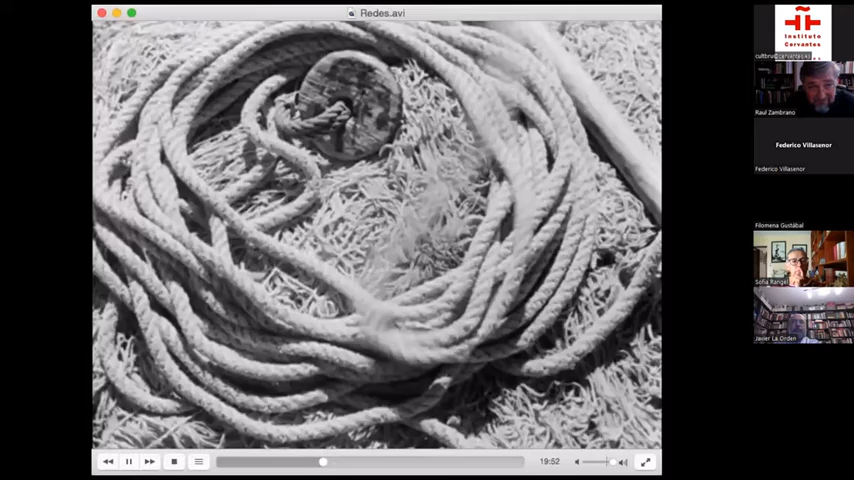 Redes.avi
19:52
Instituto
Cervantes
Raul Zambrano
Federico Villasenor
Federico Villasenor
Filomena Gustábal
Sofia Rangel
Javier La Orden